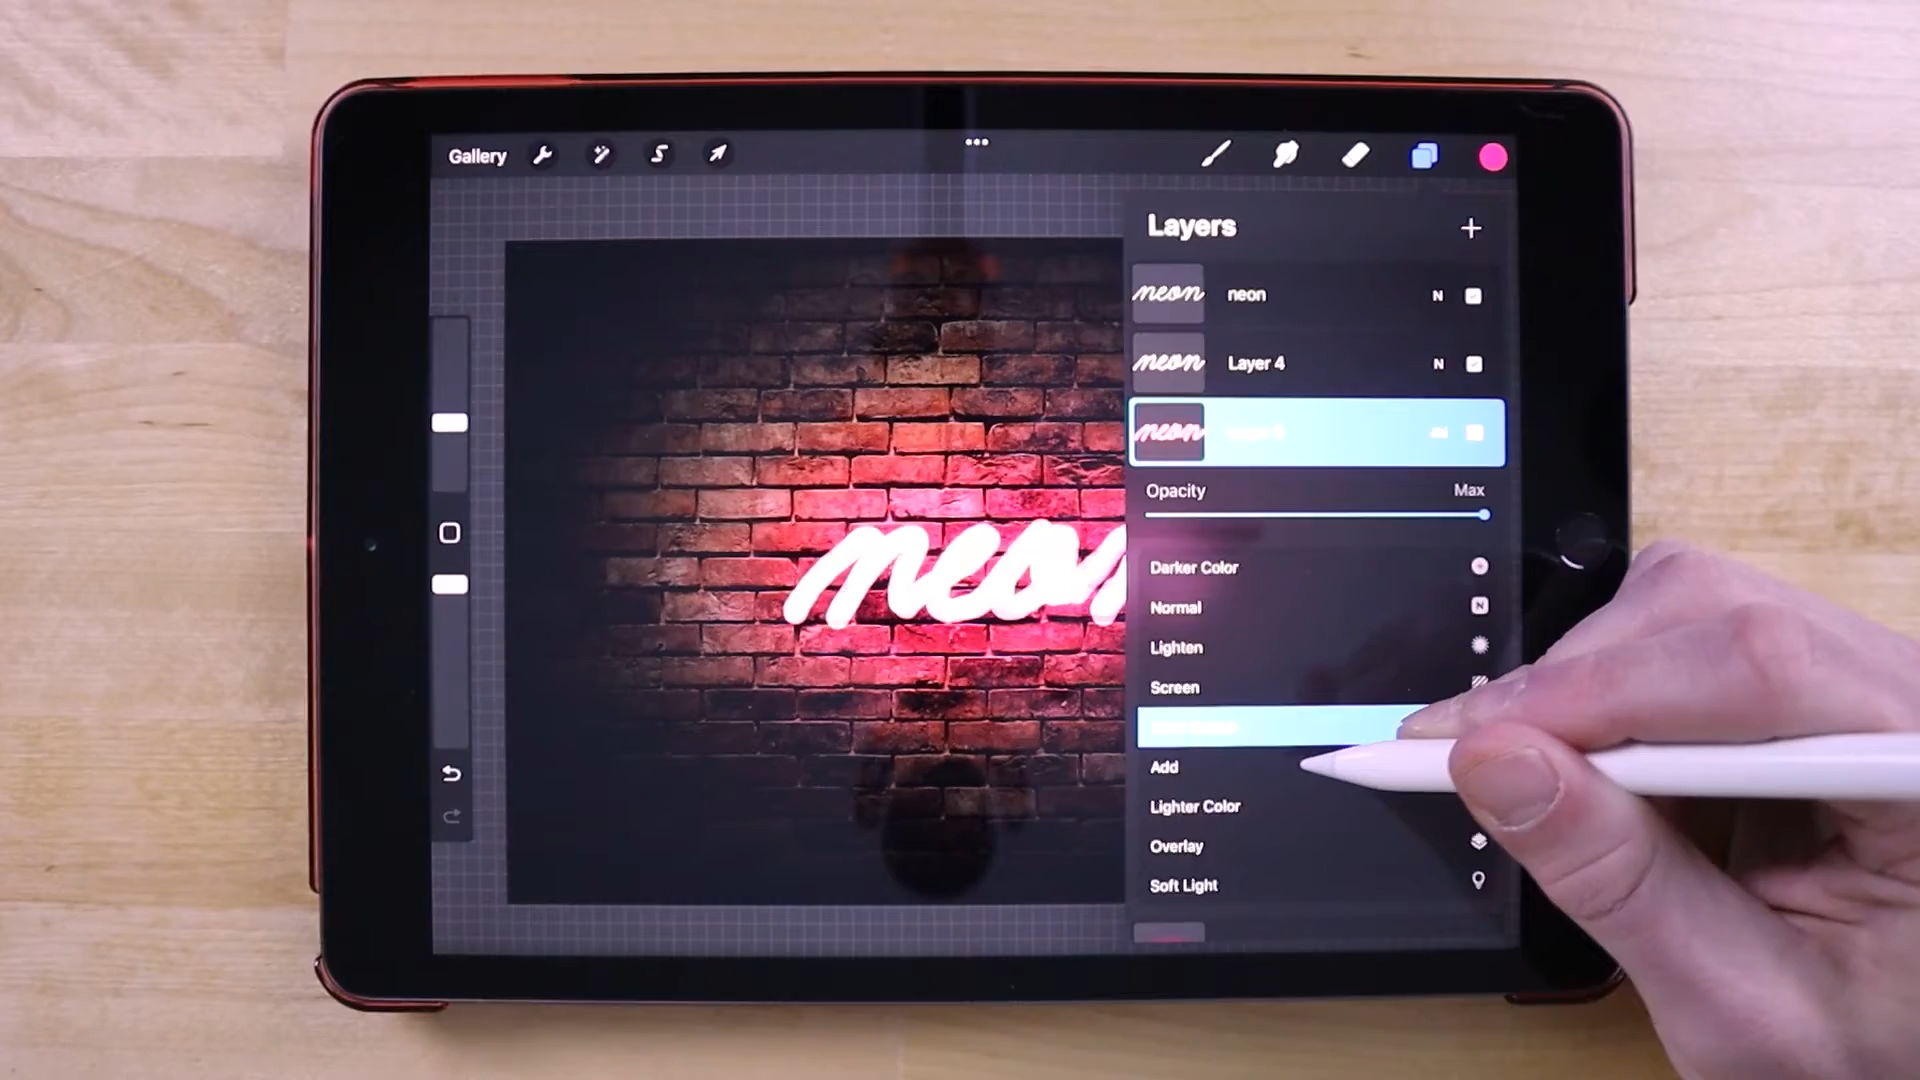 Gallery
Layers
neon
neon
N
neon
Layer 4
N
neon
Opacity
Max
Darker Color
Normal
N
Lighten
Screen
Add
Lighter Color
Overlay
Soft Light
neon